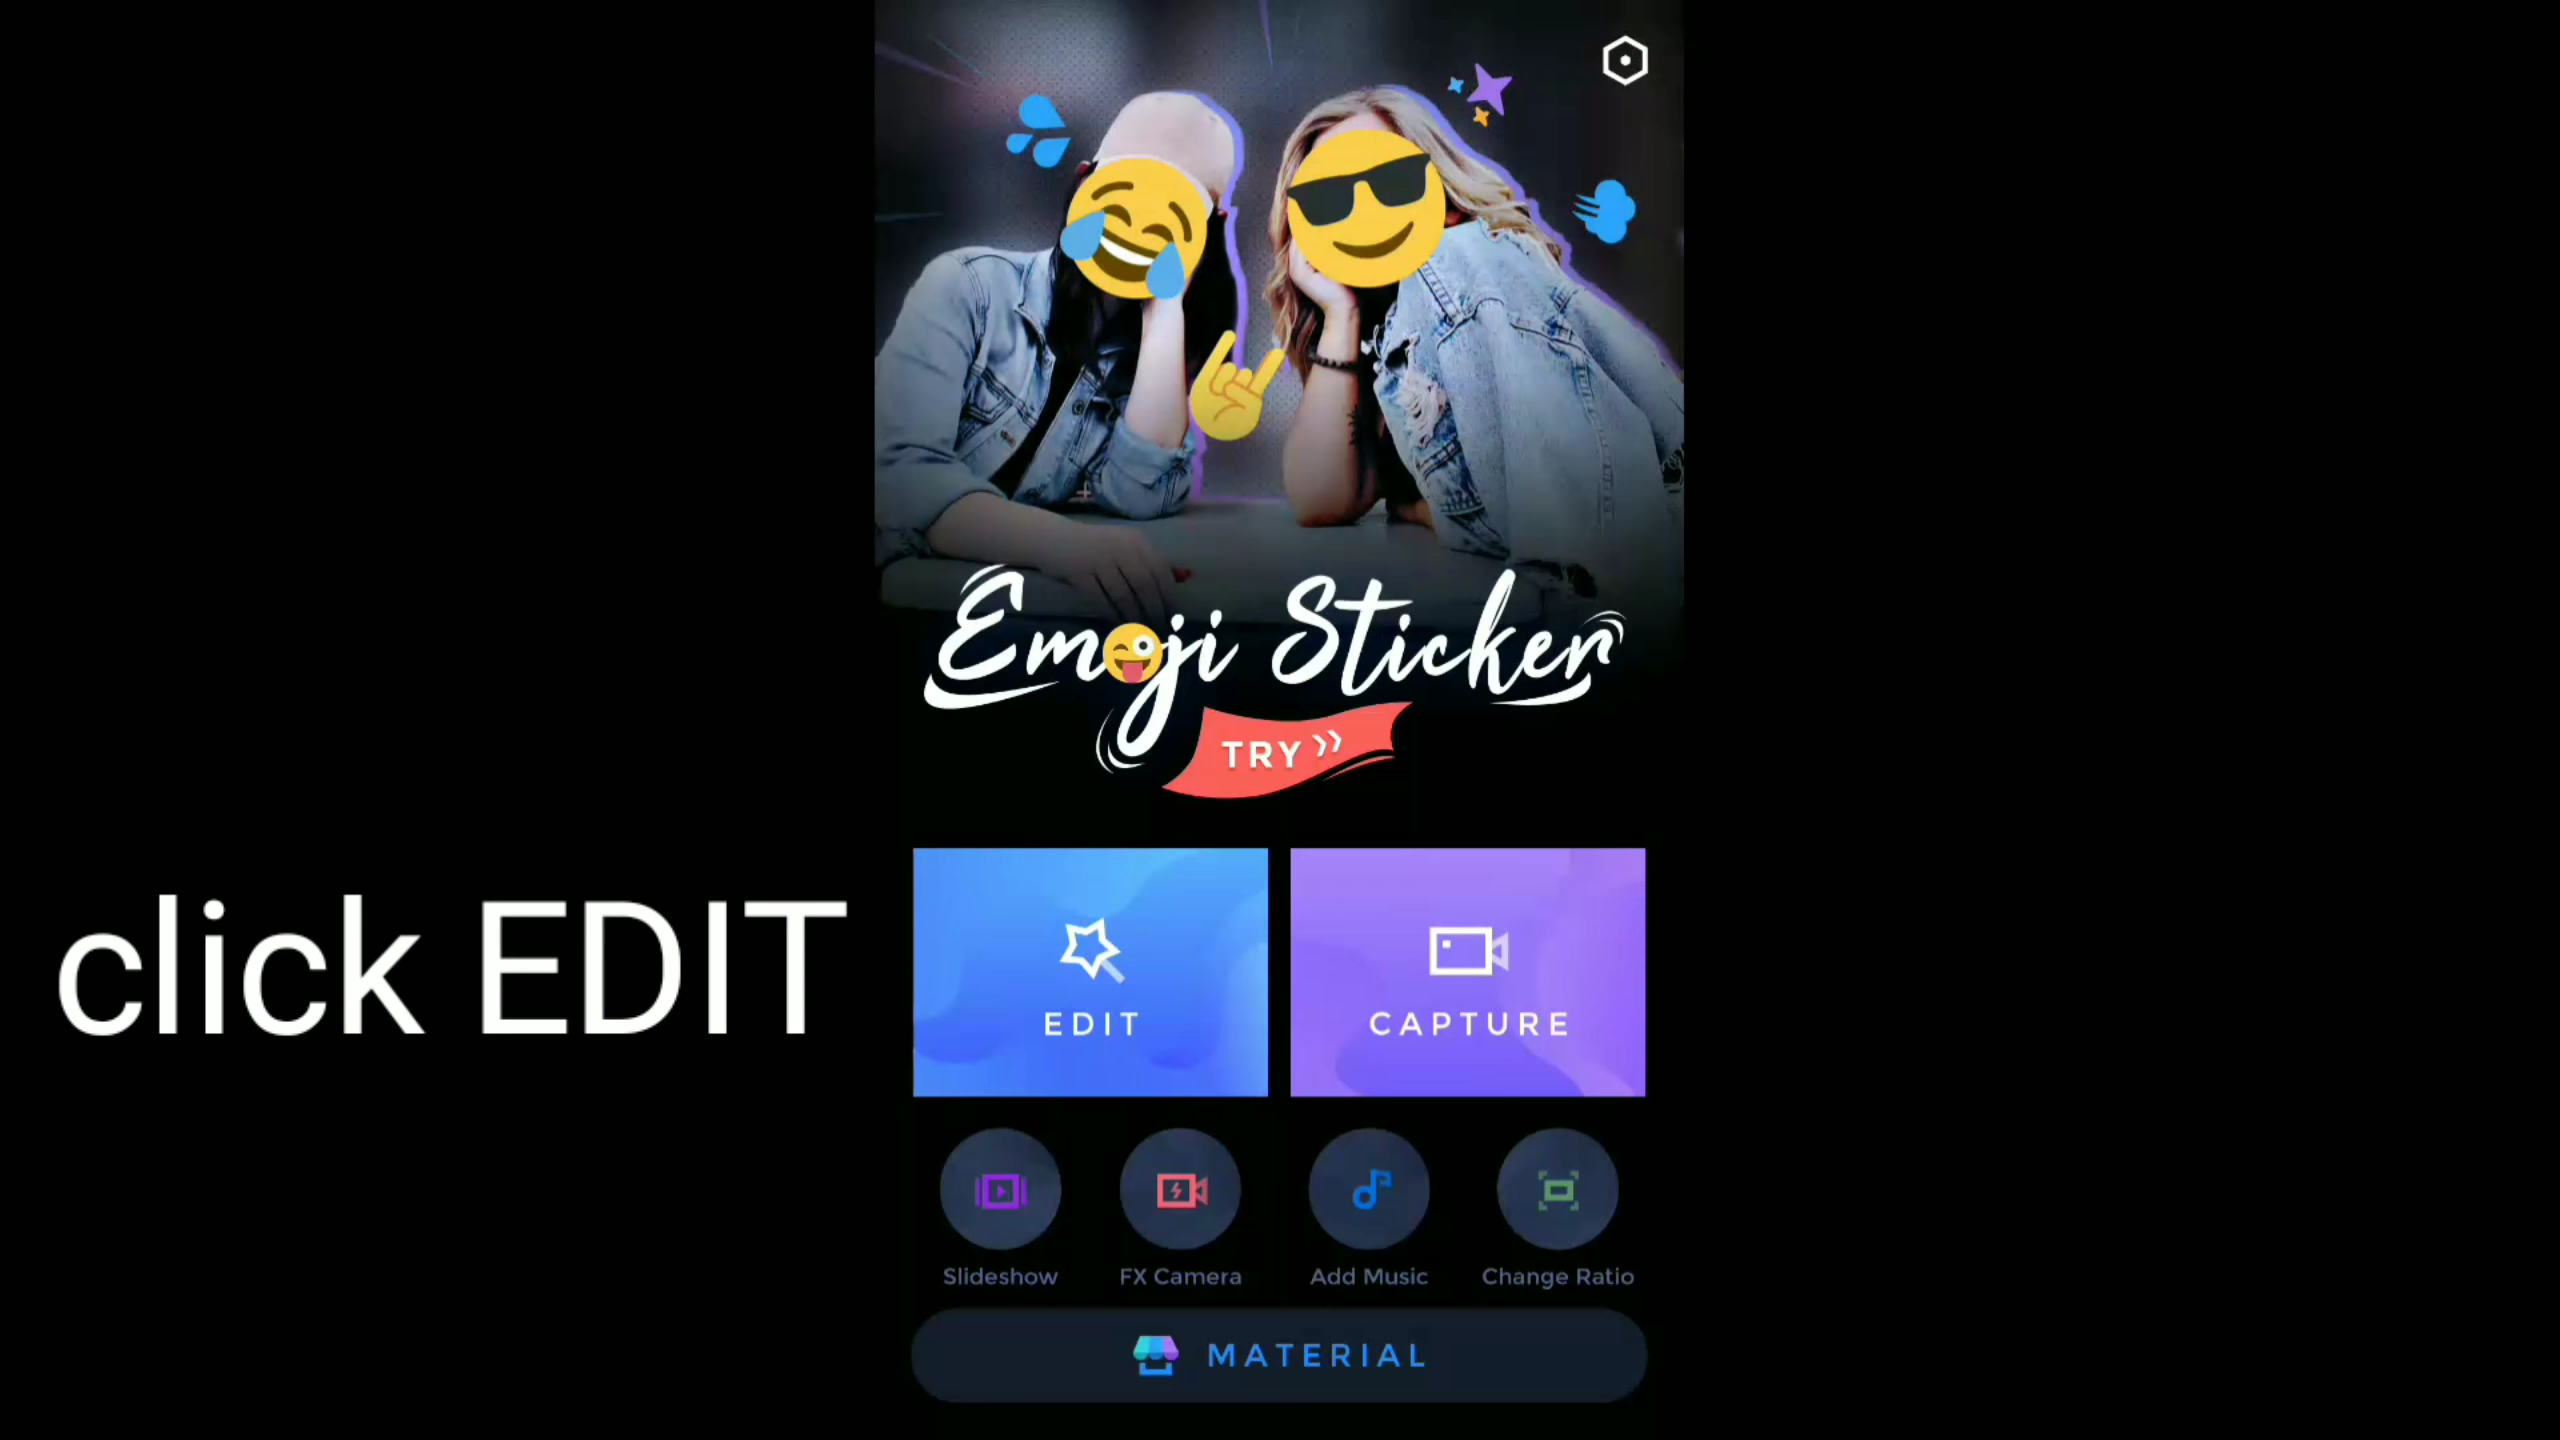 Emoji Sticker
TRY
click EDIT
EDIT
CAPTURE
Slideshow
FX Camera
Add Music
Change Ratio
MATERIAL